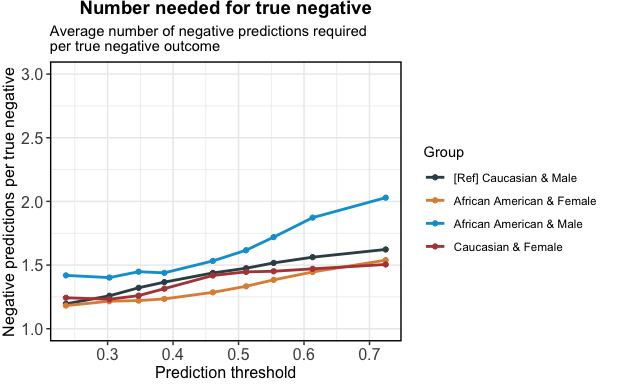 Number needed for true negative
Average number of negative predictions required
per true negative outcome
Negative predictions per true negative
3.0
2.5
2.0
1.5
1.0
0.3 0.4 0.5 0.6 0.7
Prediction threshold
Group
[Ref] Caucasian & Male
African American & Female
African American & Male
Caucasian & Female